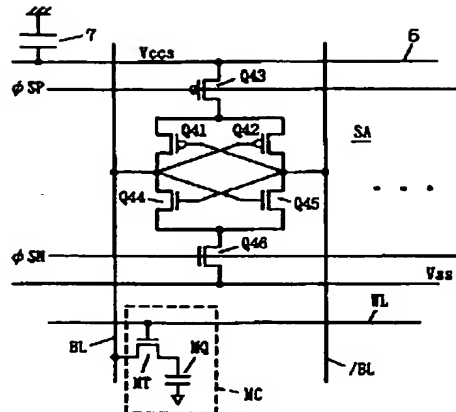 7
Vccs
6
φSP
Q43
Q41
Q42
SA
Q44
Q45
φSN
Q46
Vss
WL
BL
MT
MQ
MC
/BL